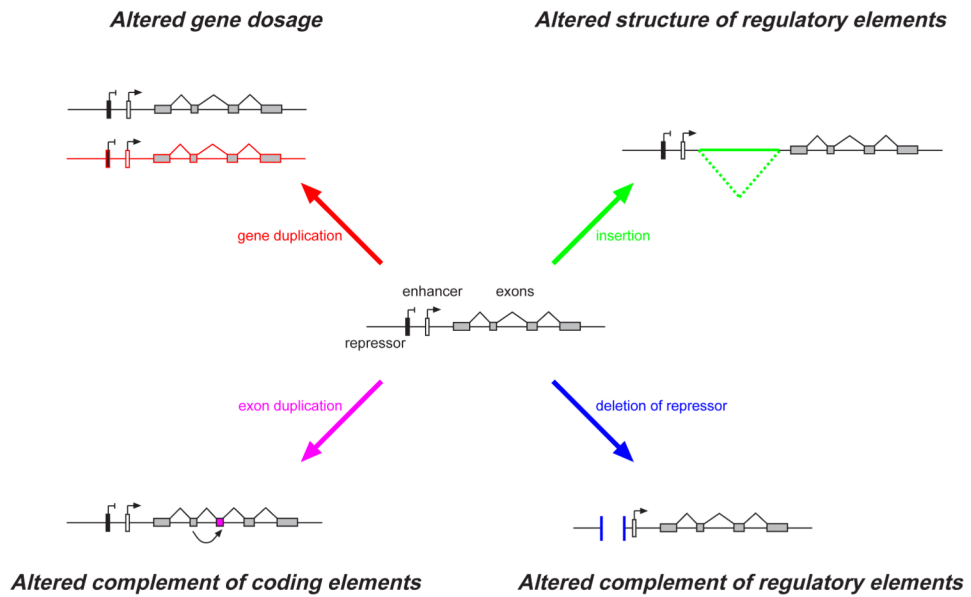 Altered gene dosage
Altered structure of regulatory elements
gene duplication
insertion
enhancer
exons
repressor
exon duplication
deletion of repressor
Altered complement of coding elements
Altered complement of regulatory elements